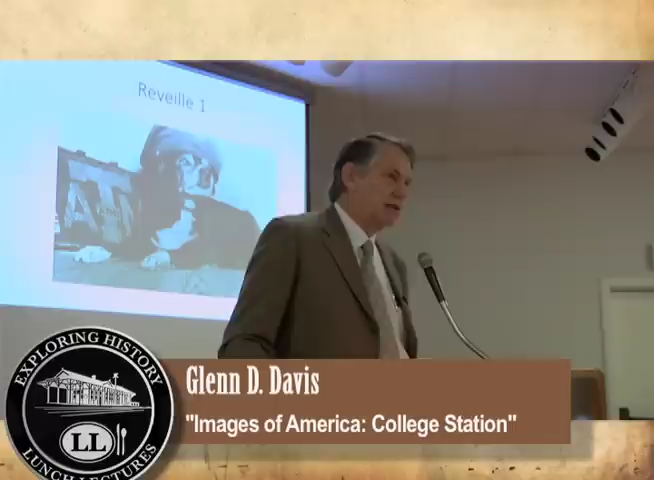 Reveille 1
EXPLORING HISTORY
LL
LUNCH LECTURES
Glenn D. Davis
"Images of America: College Station"